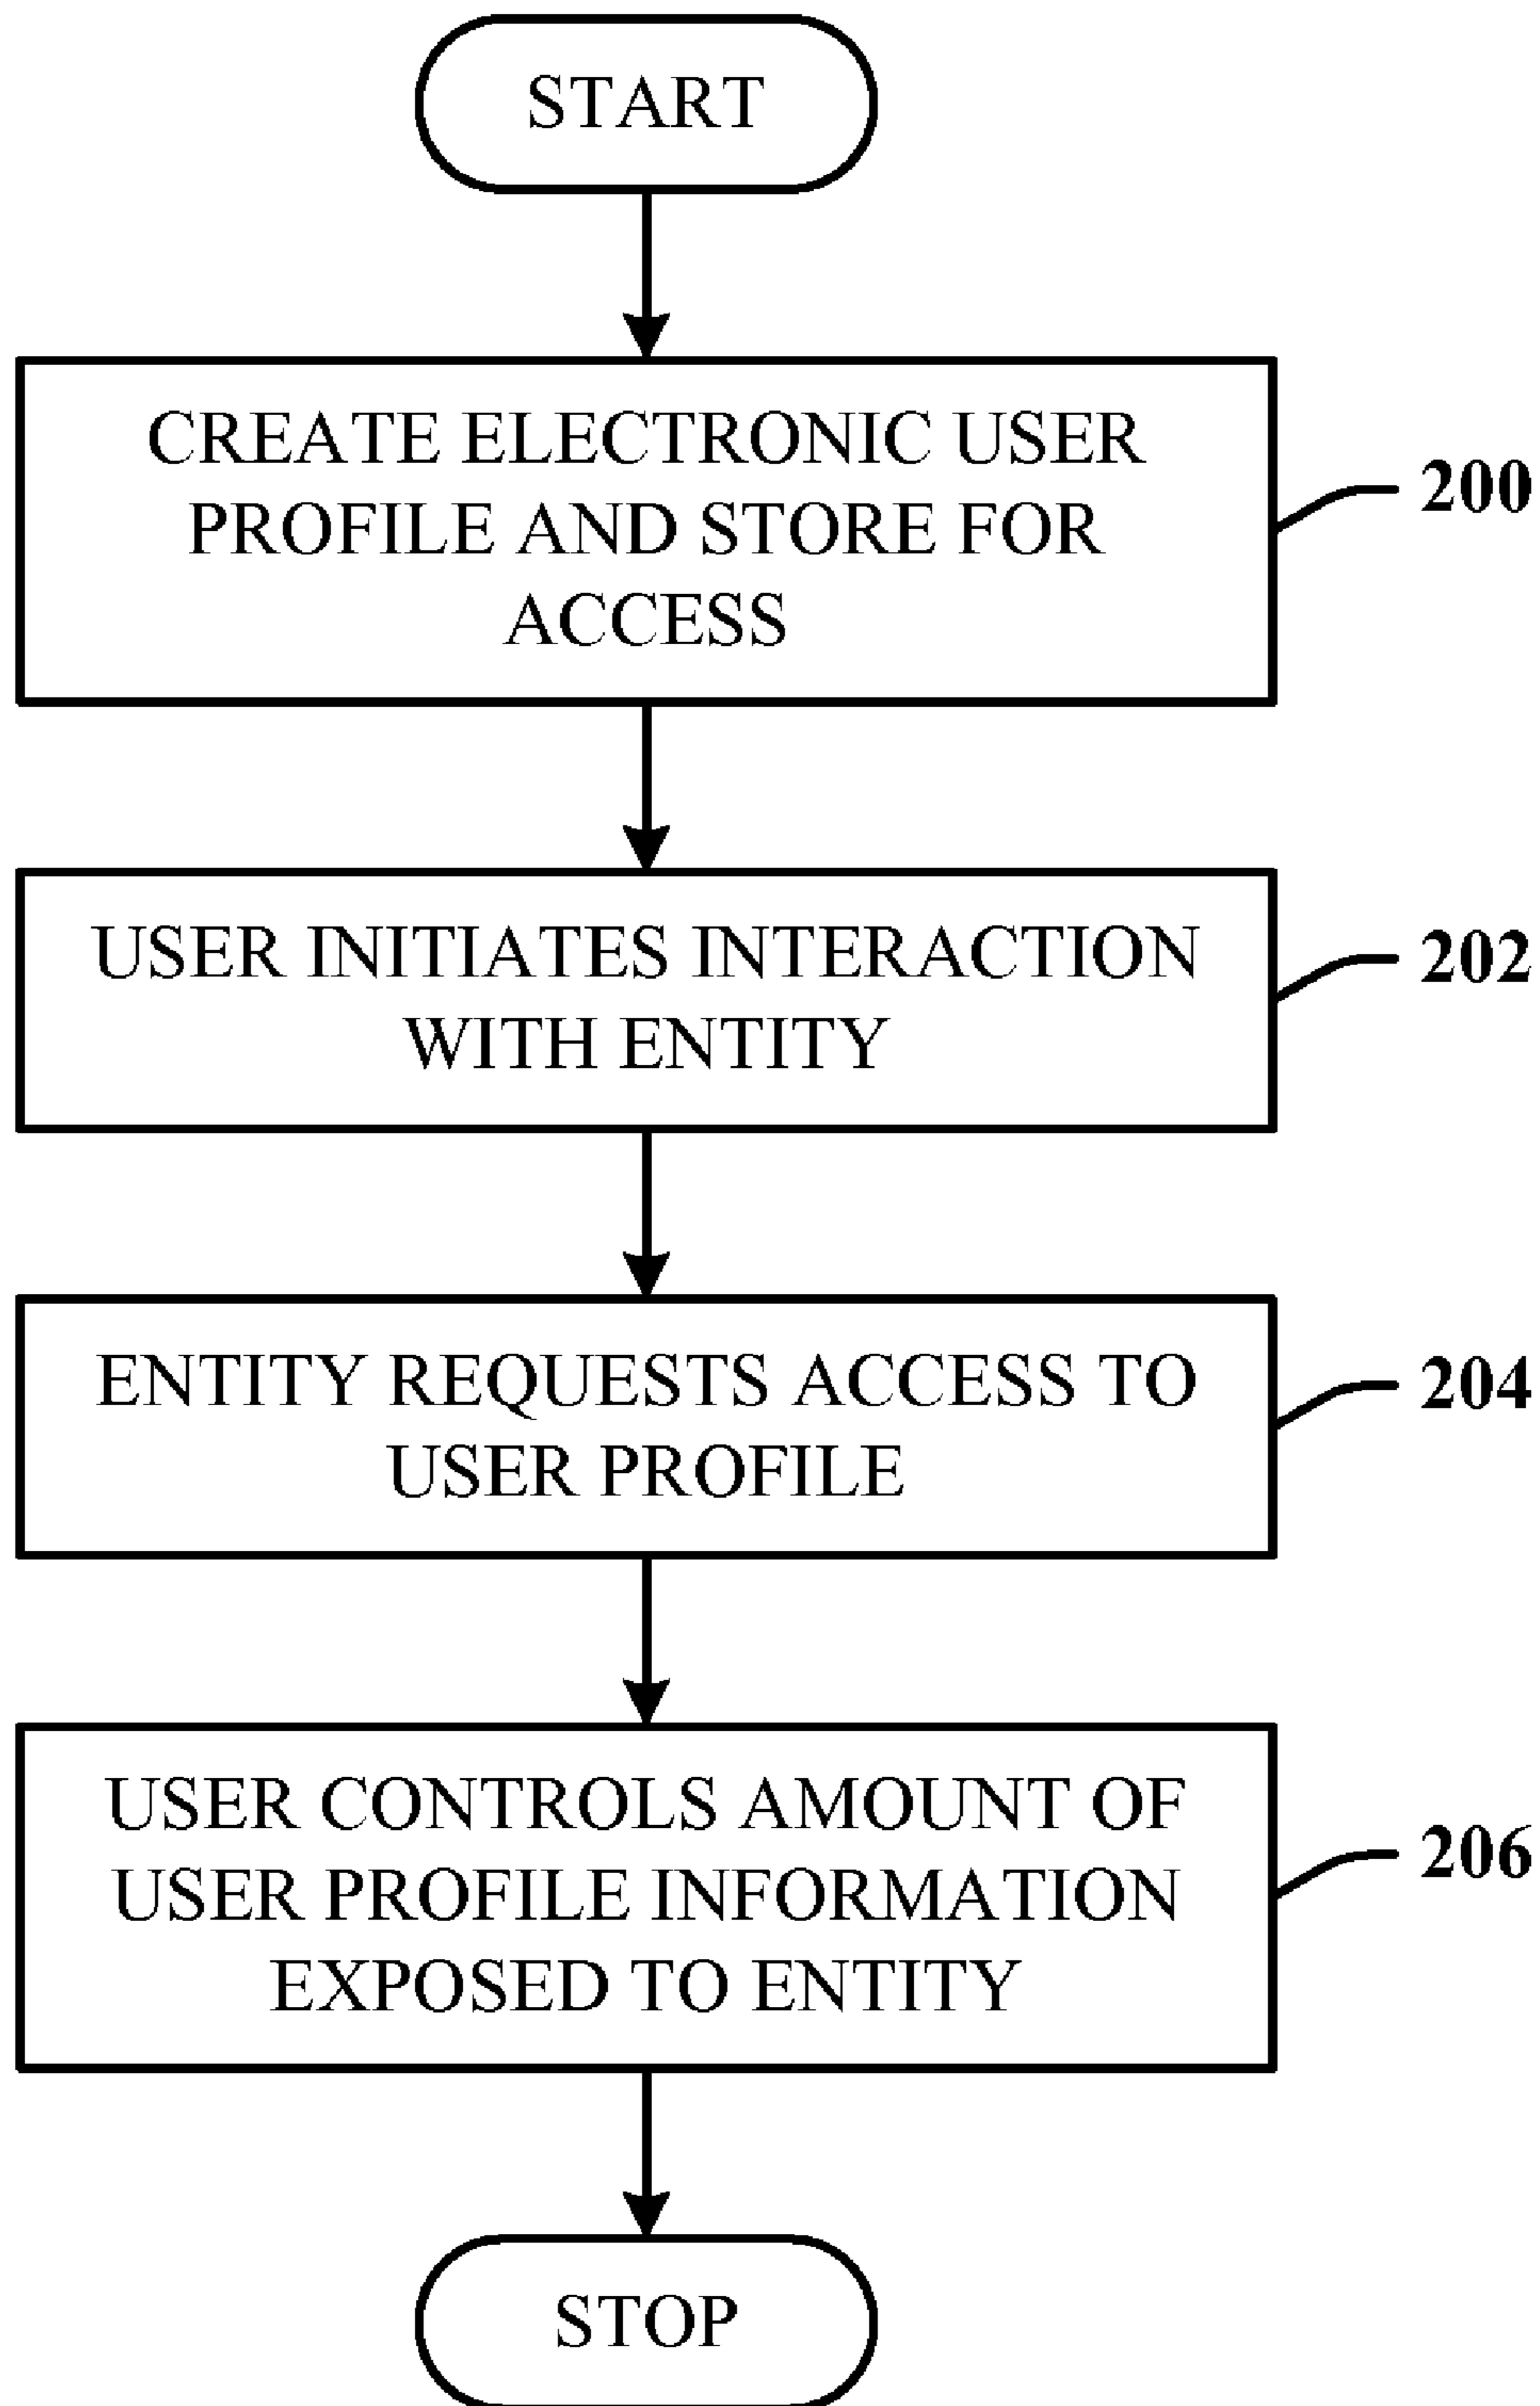 START
CREATE ELECTRONIC USER
PROFILE AND STORE FOR
ACCESS
200
USER INITIATES INTERACTION
WITH ENTITY
202
ENTITY REQUESTS ACCESS TO
USER PROFILE
204
USER CONTROLS AMOUNT OF
USER PROFILE INFORMATION
EXPOSED TO ENTITY
206
STOP